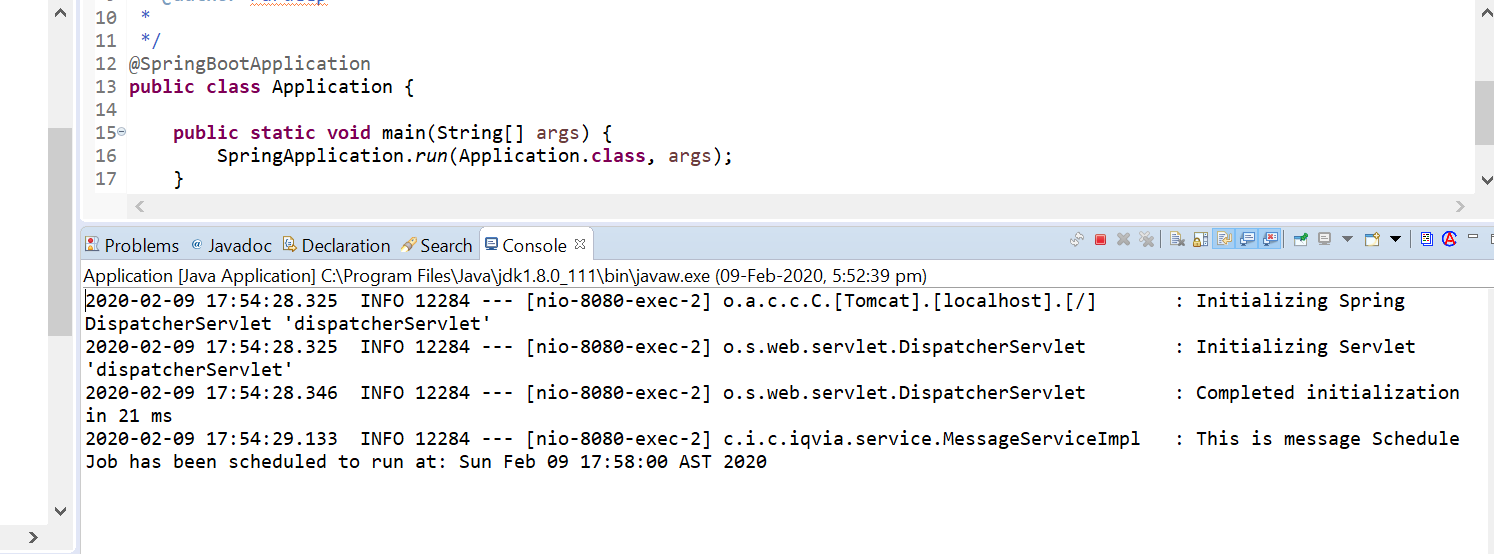 10 *
11 */
12 @SpringBootApplication
13 public class Application {
14
15 public static void main(String[] args) {
16 SpringApplication.run(Application.class, args);
17 }
Problems @ Javadoc Declaration Search Console
Application [Java Application] C:\Program Files\Java\jdk1.8.0_111\bin\javaw.exe (09-Feb-2020, 5:52:39 pm)
2020-02-09 17:54:28.325  INFO 12284 --- [nio-8080-exec-2] o.a.c.c.C.[Tomcat].[localhost].[/]       : Initializing Spring
DispatcherServlet 'dispatcherServlet'
2020-02-09 17:54:28.325  INFO 12284 --- [nio-8080-exec-2] o.s.web.servlet.DispatcherServlet        : Initializing Servlet
'dispatcherServlet'
2020-02-09 17:54:28.346  INFO 12284 --- [nio-8080-exec-2] o.s.web.servlet.DispatcherServlet        : Completed initialization
in 21 ms
2020-02-09 17:54:29.133  INFO 12284 --- [nio-8080-exec-2] c.i.c.iqvia.service.MessageServiceImpl   : This is message Schedule
Job has been scheduled to run at: Sun Feb 09 17:58:00 AST 2020